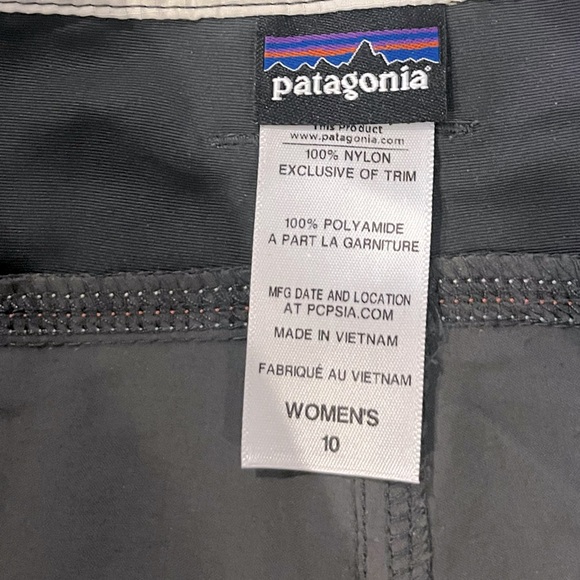 patagonia®
This Product
www.patagonia.com
100% NYLON
EXCLUSIVE OF TRIM
100% POLYAMIDE
A PART LA GARNITURE
MFG DATE AND LOCATION
AT PCPSIA.COM
MADE IN VIETNAM
FABRIQUÉ AU VIETNAM
WOMEN'S
10